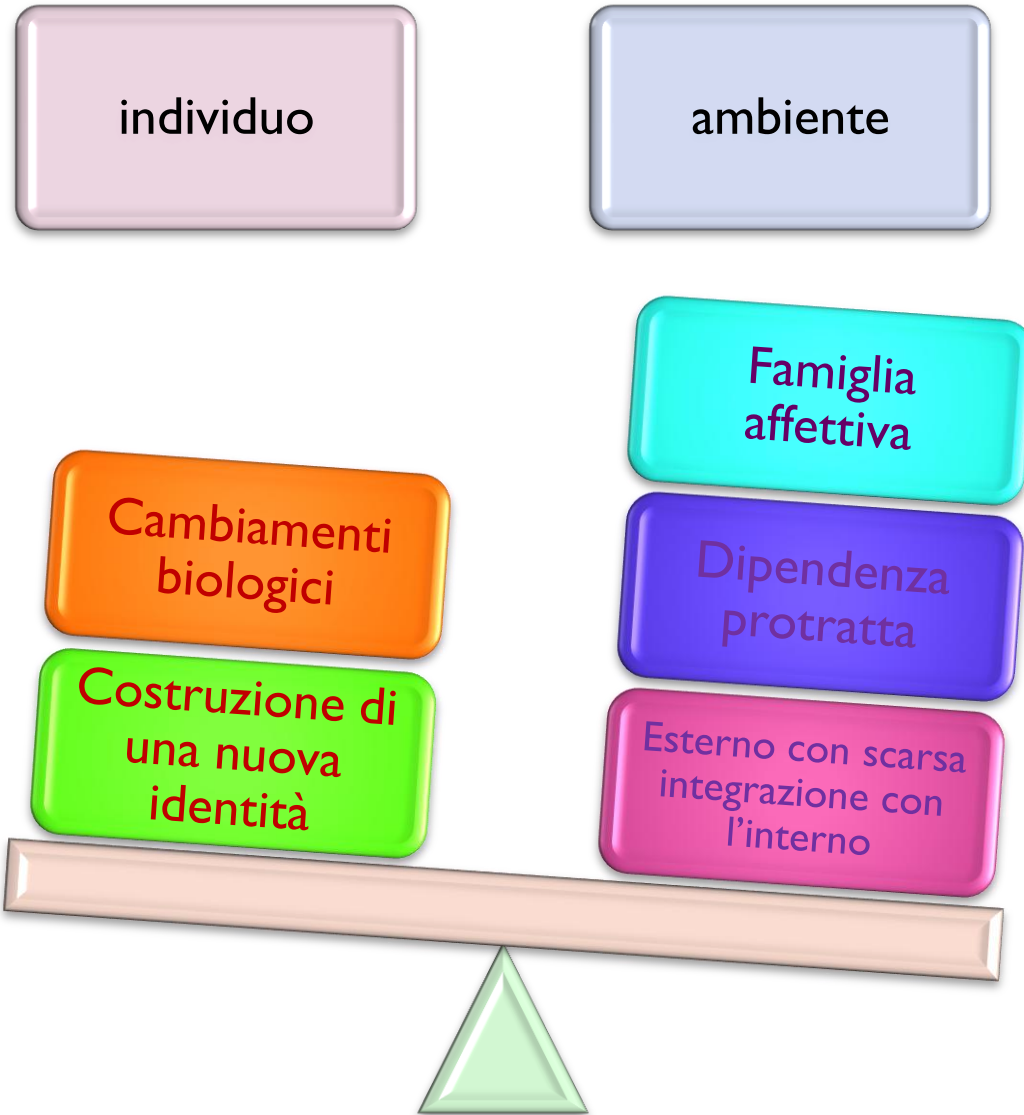 individuo
ambiente
Famiglia
affettiva
Cambiamenti
biologici
Dipendenza
protratta
Costruzione di
una nuova
identità
Esterno con scarsa
integrazione con
l’interno